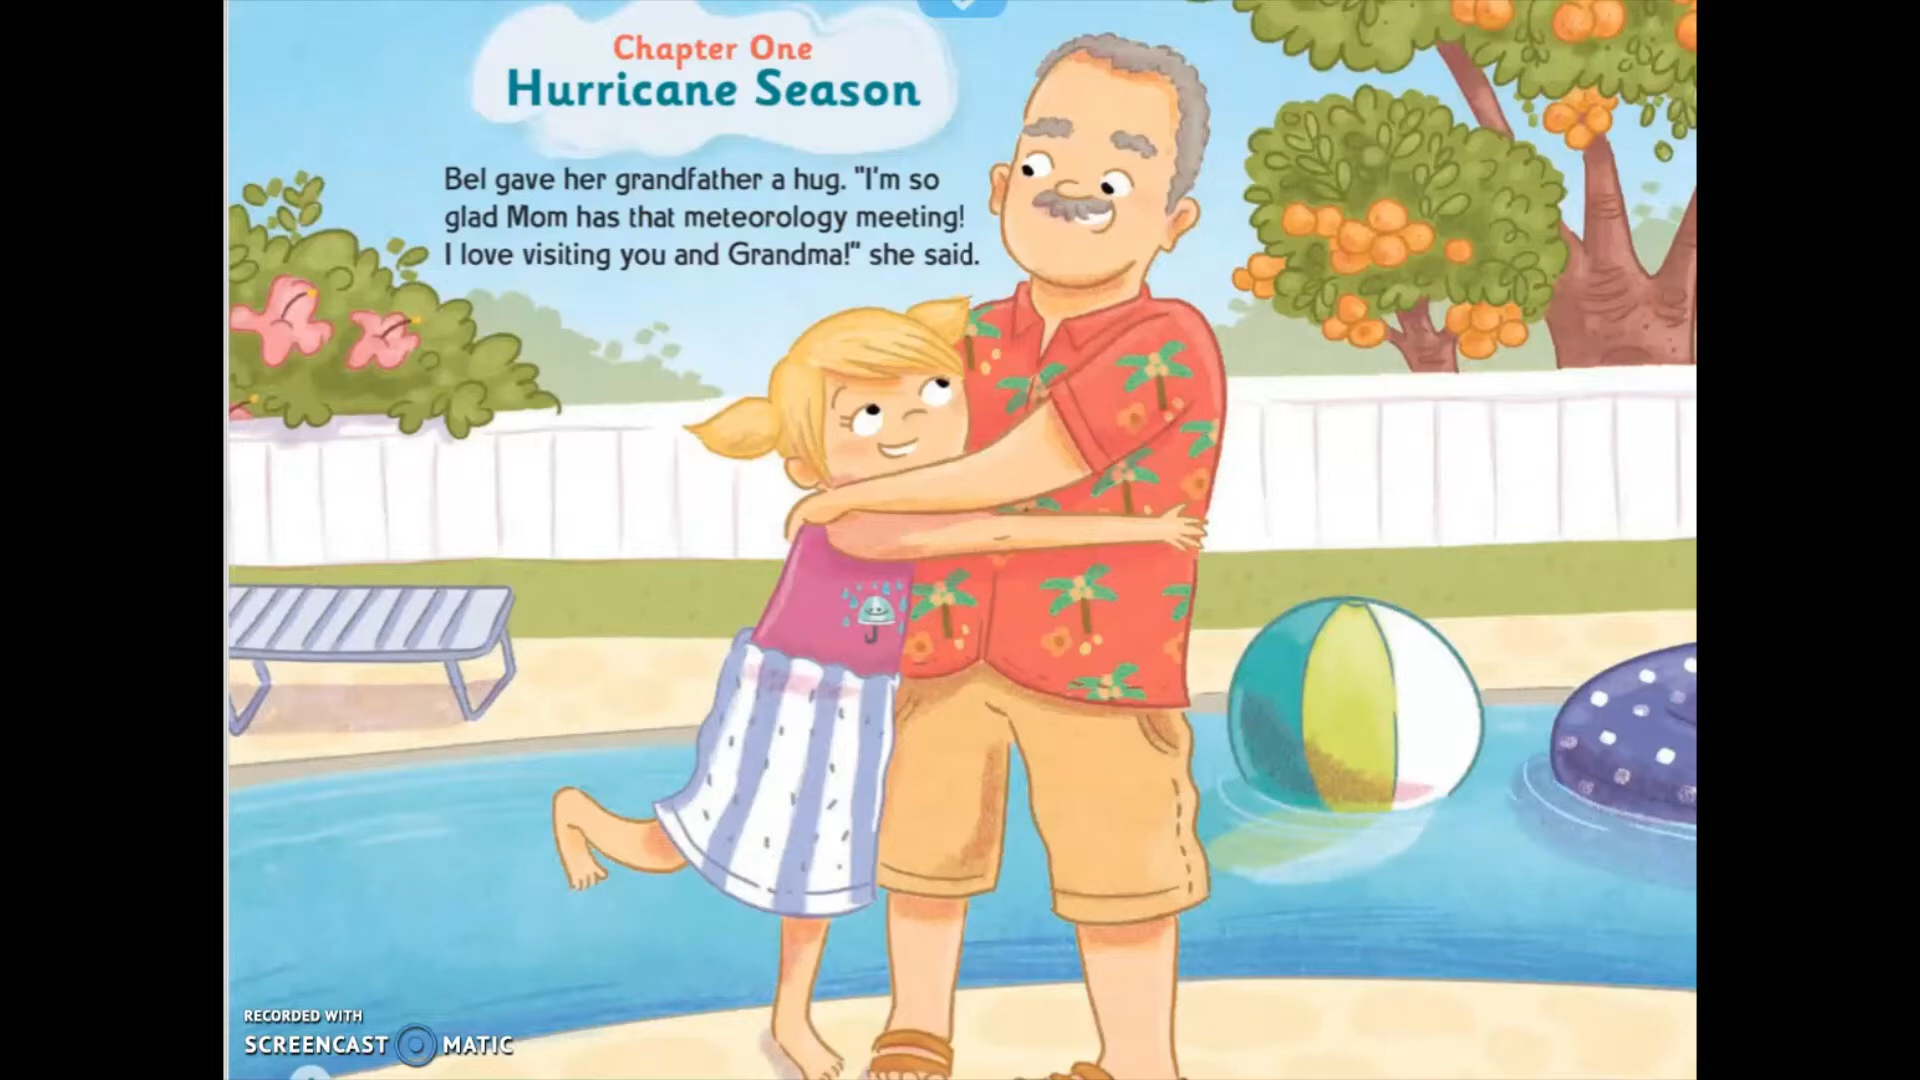 Chapter One
Hurricane Season
Bel gave her grandfather a hug. "I'm so
glad Mom has that meteorology meeting!
I love visiting you and Grandma!" she said.
RECORDED WITH
SCREENCAST MATIC